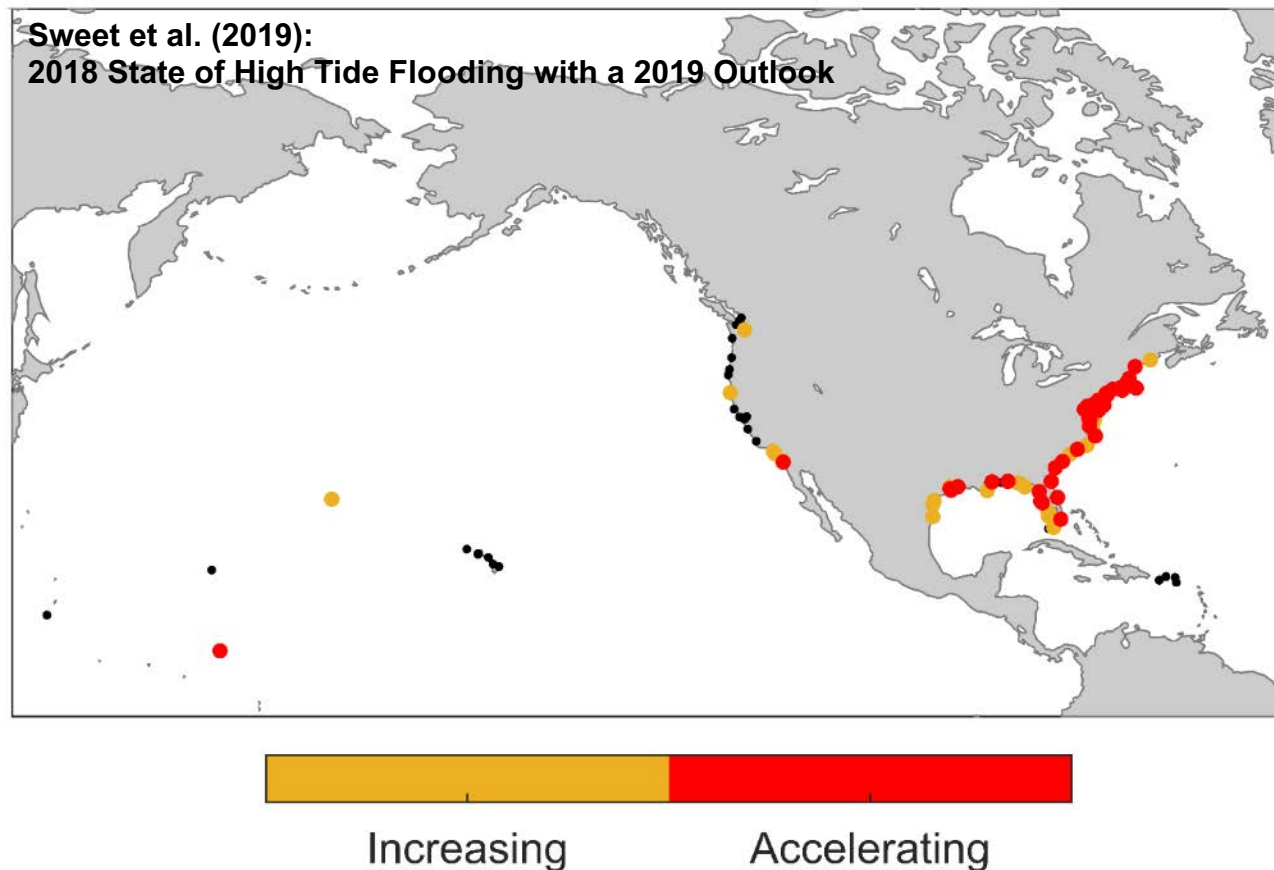 Sweet et al. (2019):
2018 State of High Tide Flooding with a 2019 Outlook
Increasing Accelerating